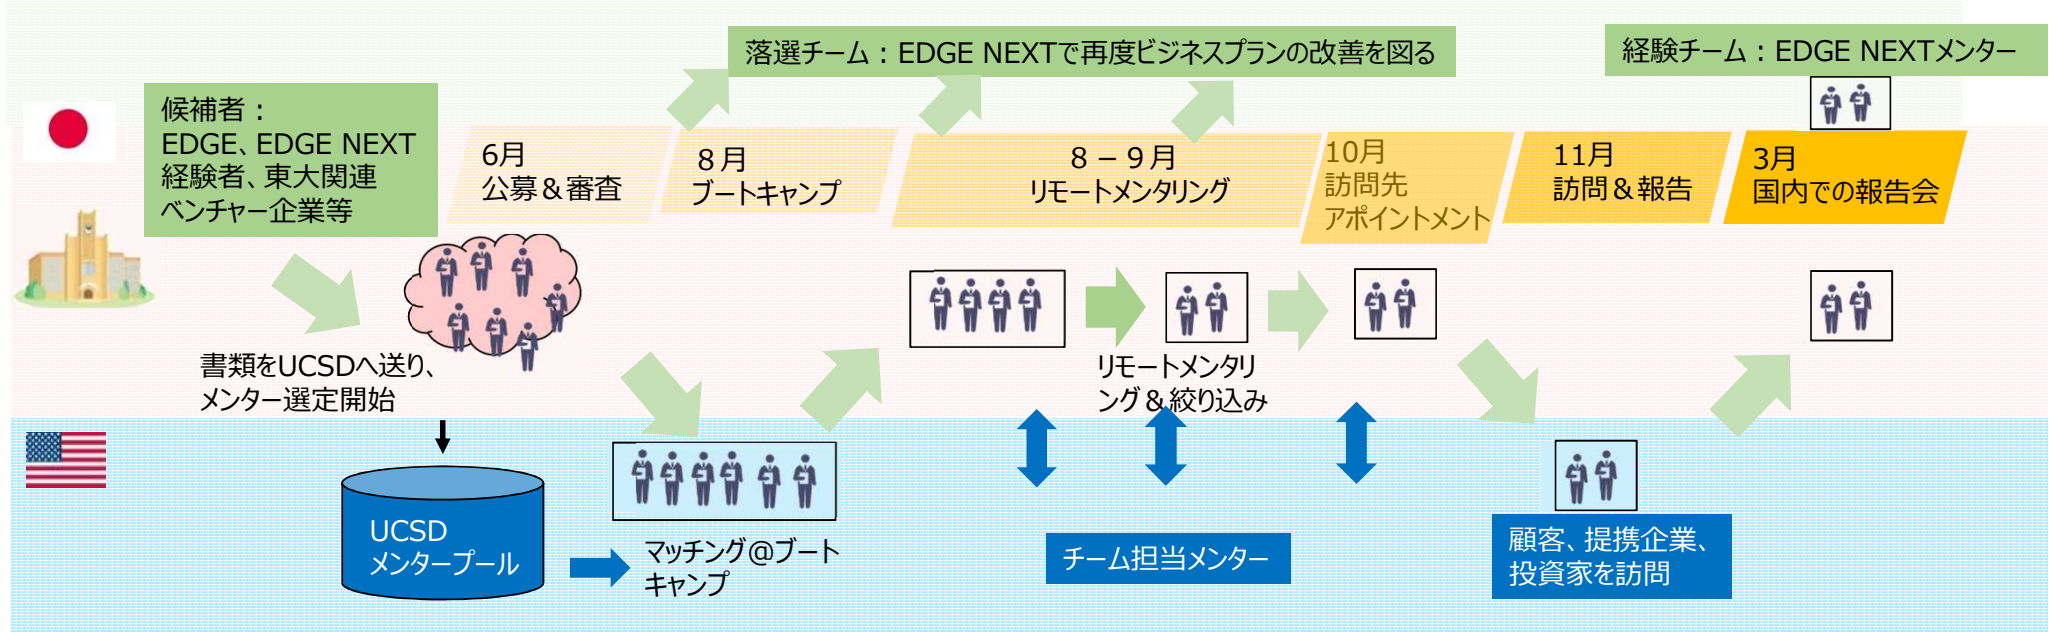 落選チーム：EDGE NEXTで再度ビジネスプランの改善を図る
経験チーム：EDGE NEXTメンター
候補者：
EDGE、EDGE NEXT
経験者、東大関連
ベンチャー企業等
6月
公募＆審査
８月
ブートキャンプ
８－９月
リモートメンタリング
10月
訪問先
アポイントメント
11月
訪問＆報告
3月
国内での報告会
書類をUCSDへ送り、
メンター選定開始
リモートメンタリ
ング＆絞り込み
UCSD
メンタープール
マッチング@ブート
キャンプ
チーム担当メンター
顧客、提携企業、
投資家を訪問